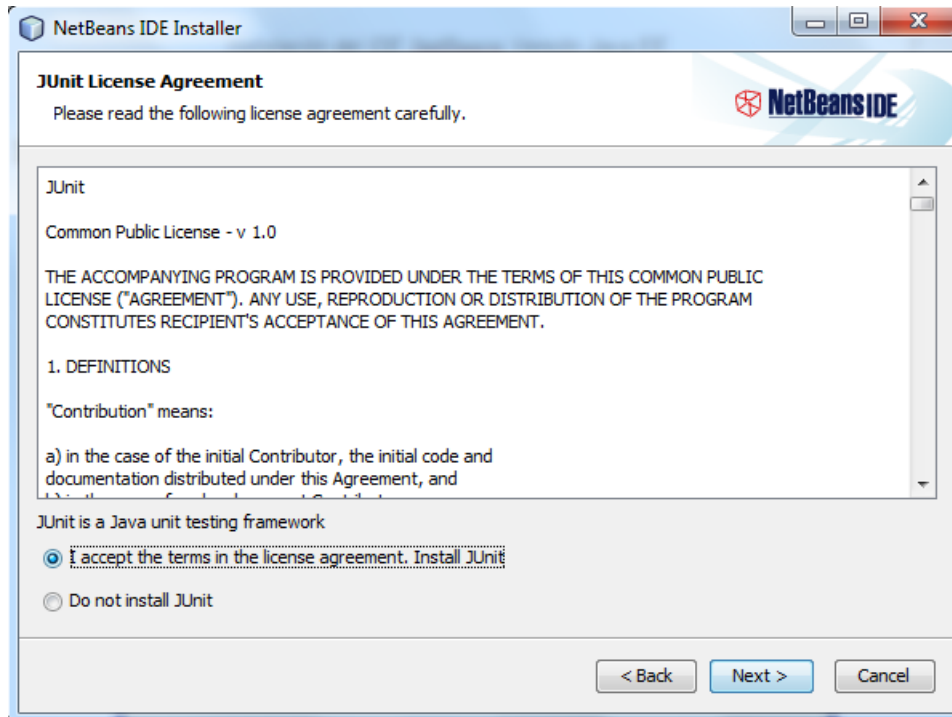 NetBeans IDE Installer
JUnit License Agreement
Please read the following license agreement carefully.
NetBeans IDE
JUnit
Common Public License - v 1.0
THE ACCOMPANYING PROGRAM IS PROVIDED UNDER THE TERMS OF THIS COMMON PUBLIC
LICENSE ("AGREEMENT"). ANY USE, REPRODUCTION OR DISTRIBUTION OF THE PROGRAM
CONSTITUTES RECIPIENT'S ACCEPTANCE OF THIS AGREEMENT.
1. DEFINITIONS
"Contribution" means:
a) in the case of the initial Contributor, the initial code and
documentation distributed under this Agreement, and
JUnit is a Java unit testing framework
I accept the terms in the license agreement. Install JUnit
Do not install JUnit
< Back
Next >
Cancel